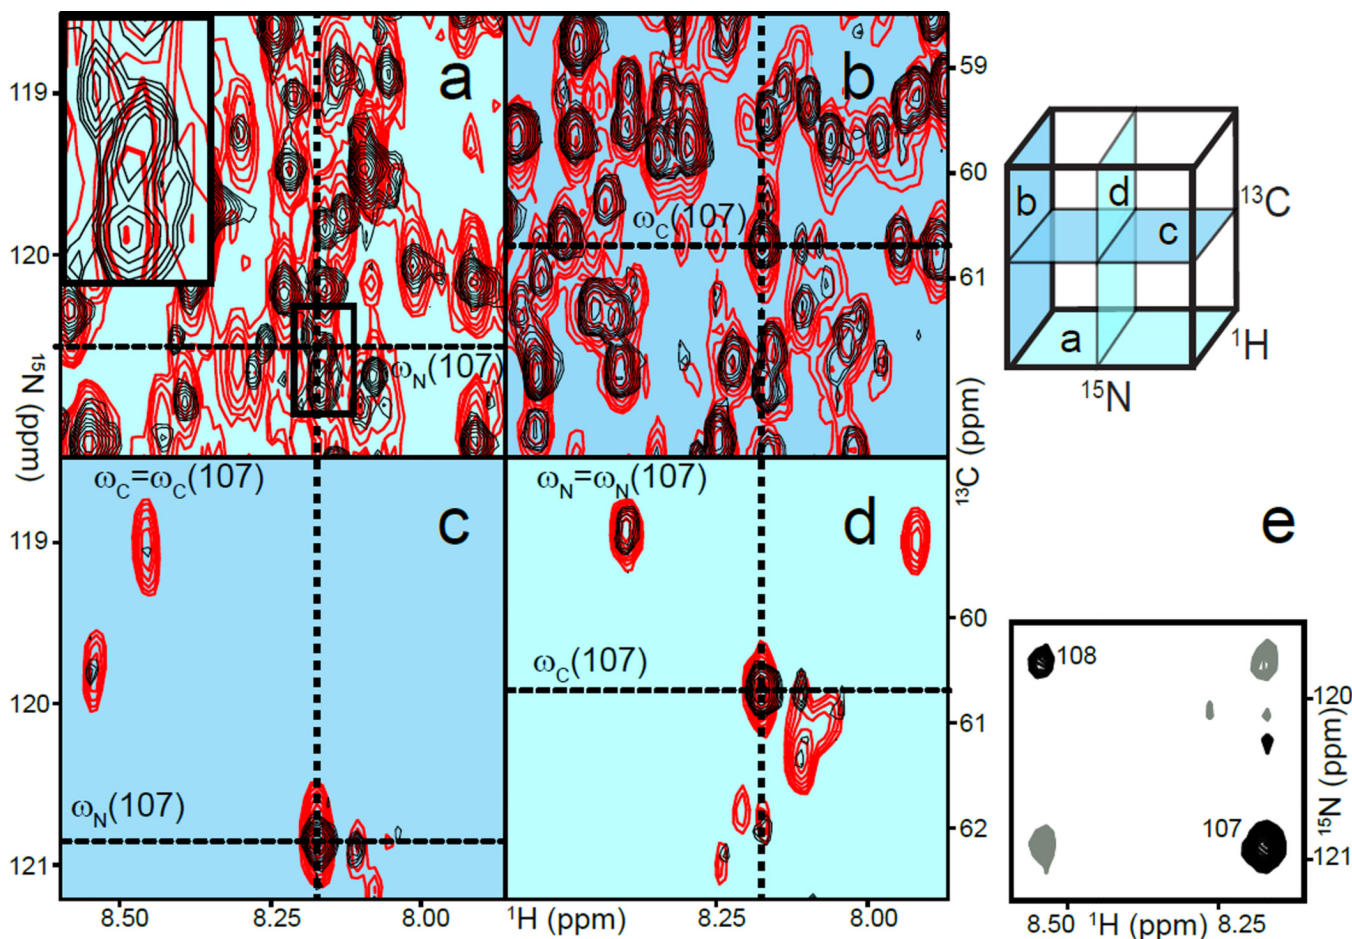 a
b
119
120
15N (ppm)
ωN(107)
ωC(107)
59
60
61
13C (ppm)
b
d
c
a
13C
1H
15N
ωC=ωC(107)
c
ωN=ωN(107)
d
e
119
120
121
ωN(107)
ωC(107)
60
61
62
8.50
8.25
8.00
1H (ppm)
8.25
8.00
108
107
120
121
15N (ppm)
8.50
1H (ppm)
8.25